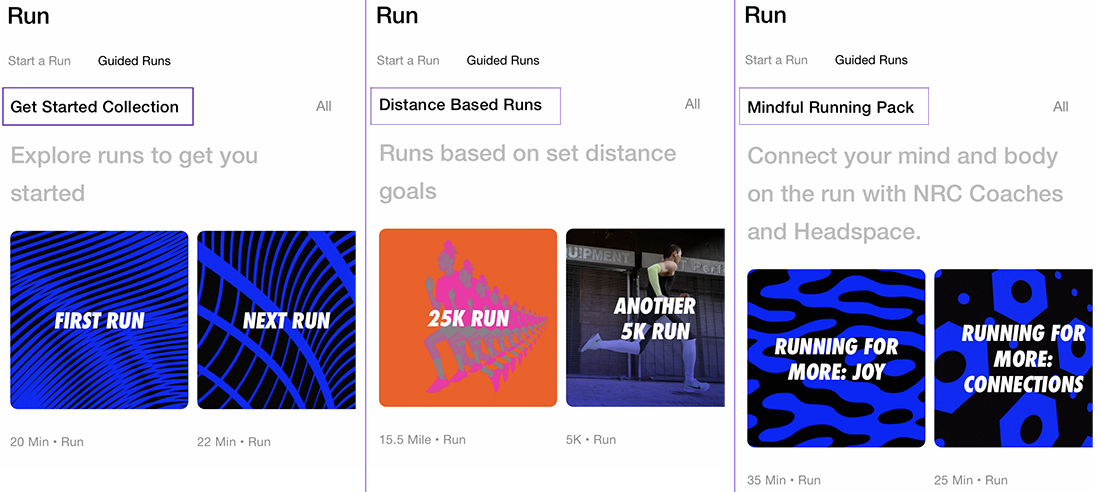 Run
Start a Run Guided Runs
Get Started Collection All
Explore runs to get you
started
FIRST RUN
NEXT RUN
20 Min • Run
22 Min • Run
Run
Start a Run Guided Runs
Distance Based Runs All
Runs based on set distance
goals
25K RUN
EQUIPMENT
ANOTHER
5K RUN
15.5 Mile • Run
5K • Run
Run
Start a Run Guided Runs
Mindful Running Pack All
Connect your mind and body
on the run with NRC Coaches
and Headspace.
RUNNING FOR
MORE: JOY
RUNNING FOR
MORE:
CONNECTIONS
35 Min • Run
25 Min • Run